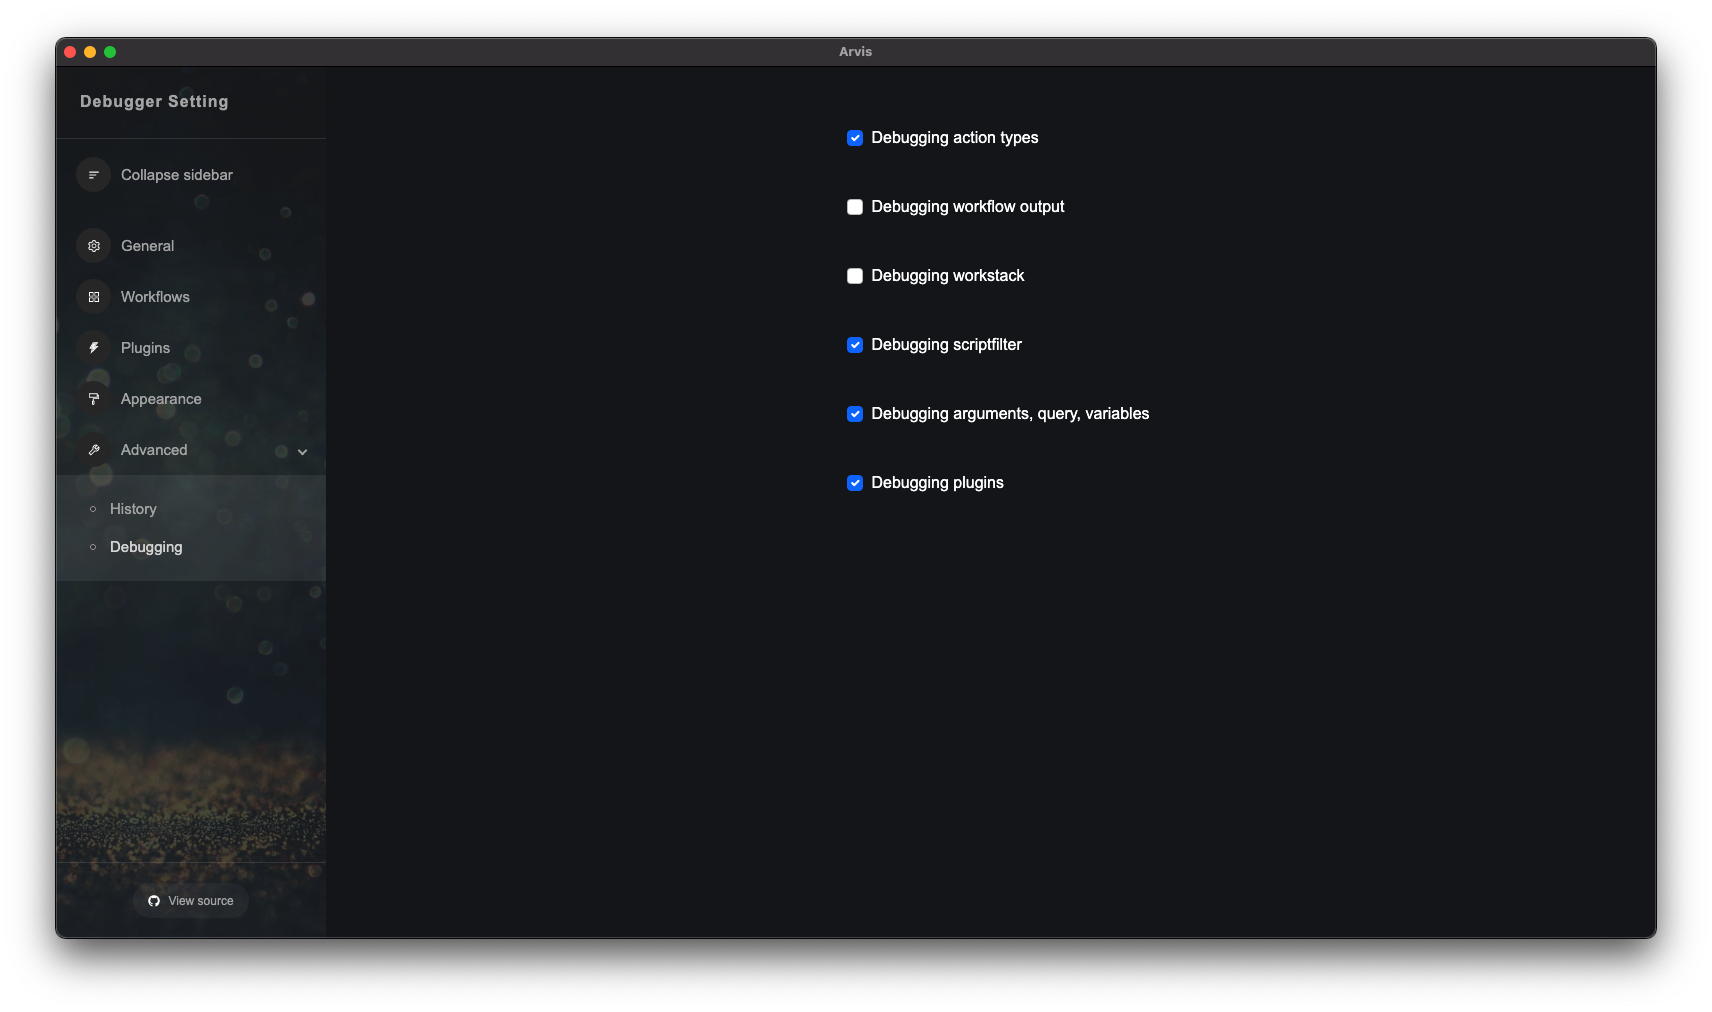 Arvis
Debugger Setting
Collapse sidebar
General
Workflows
Plugins
Appearance
Advanced
History
Debugging
View source
Debugging action types
Debugging workflow output
Debugging workstack
Debugging scriptfilter
Debugging arguments, query, variables
Debugging plugins